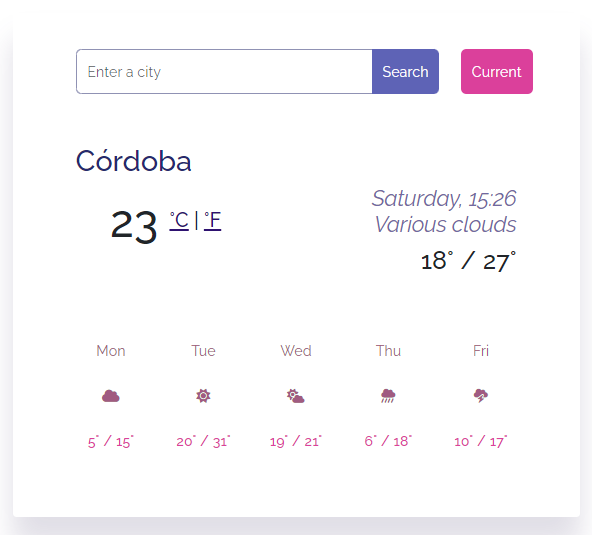 Enter a city Search Current
Córdoba
Saturday, 15:26
23 °C | °F
Various clouds
18° / 27°
Mon Tue Wed Thu Fri
5° / 15° 20° / 31° 19° / 21° 6° / 18° 10° / 17°